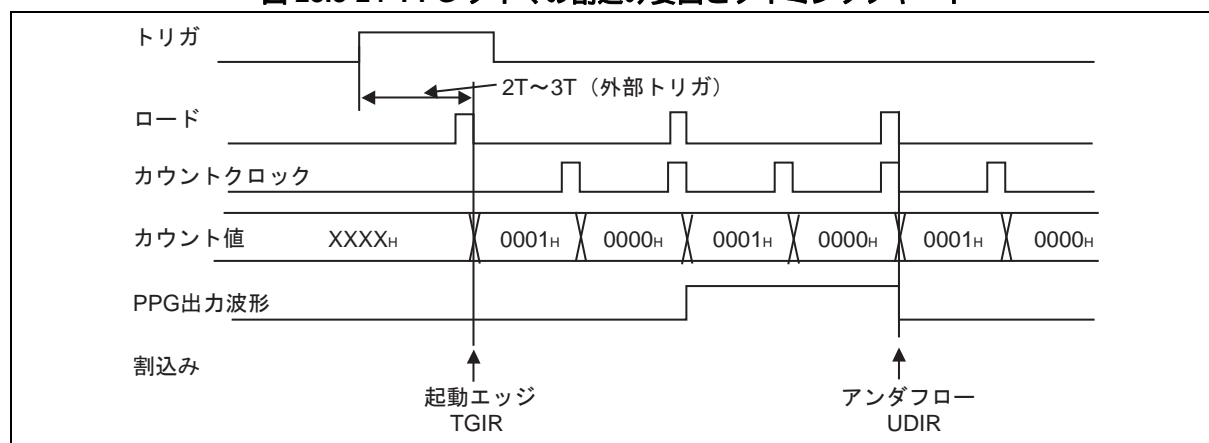 トリガ
2T～3T（外部トリガ）
ロード
カウントクロック
カウント値 XXXXH 0001H 0000H 0001H 0000H 0001H 0000H
PPG出力波形
割込み
起動エッジ
TGIR
アンダフロー
UDIR